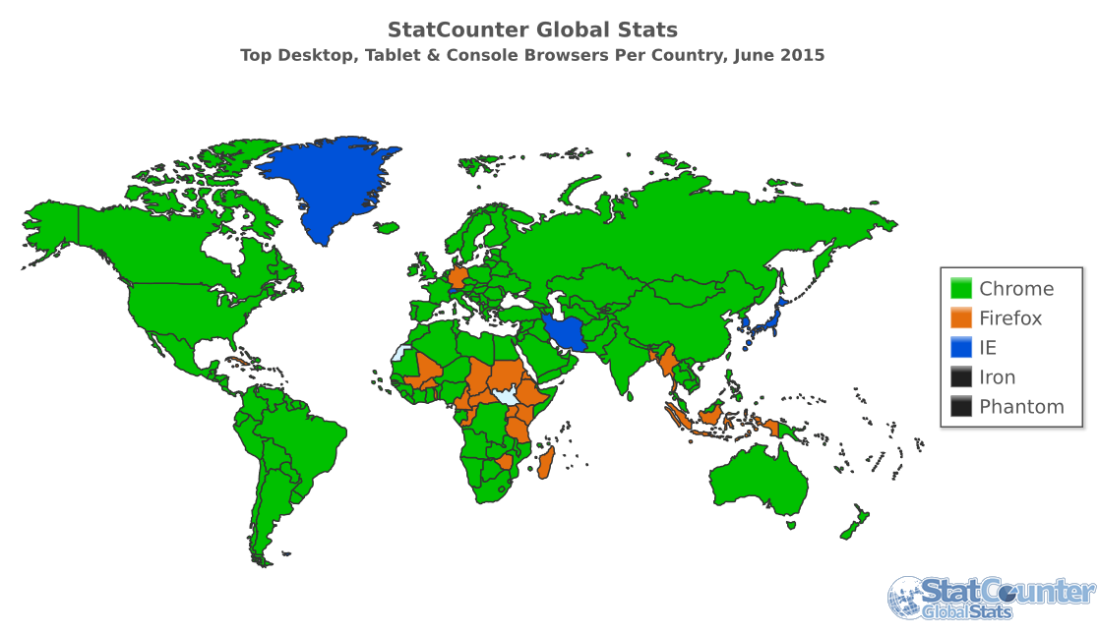 StatCounter Global Stats
Top Desktop, Tablet & Console Browsers Per Country, June 2015
Chrome
Firefox
IE
Iron
Phantom
StatCounter
GlobalStats